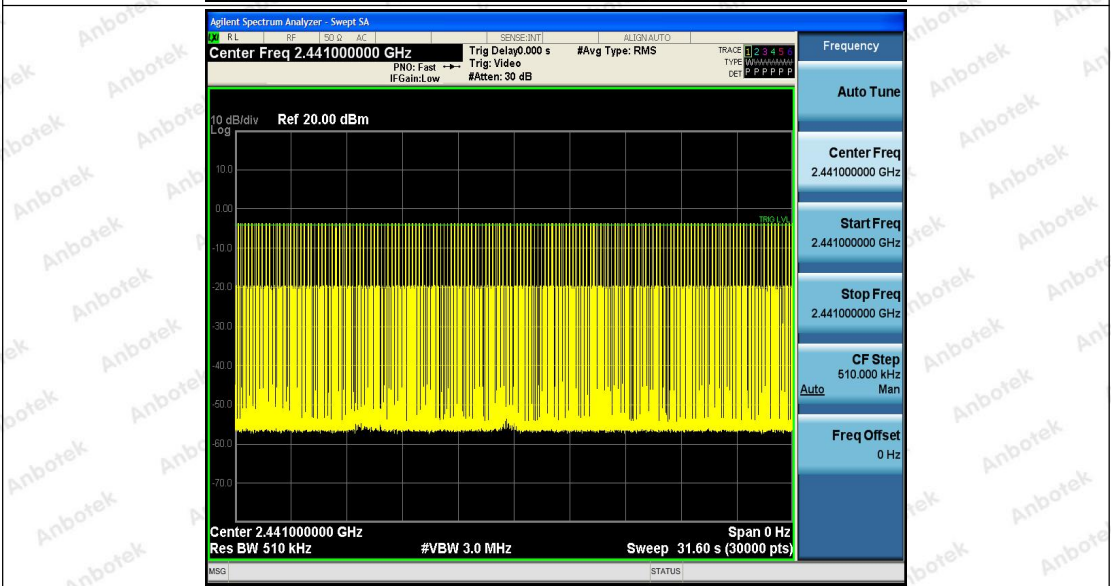 Agilent Spectrum Analyzer - Swept SA
RL RF 50 Ω AC SENSE:INT ALIGNAUTO
Center Freq 2.441000000 GHz
PNO: Fast
IFGain:Low
Trig Delay0.000 s
Trig: Video
#Atten: 30 dB
#Avg Type: RMS
TRACE 1 2 3 4 5 6
TYPE
DET P P P P P P
10 dB/div Ref 20.00 dBm
Log
10.0
0.00
TRIG LVL
-10.0
-20.0
-30.0
-40.0
-50.0
-60.0
-70.0
Center 2.441000000 GHz Span 0 Hz
Res BW 510 kHz #VBW 3.0 MHz Sweep 31.60 s (30000 pts)
MSG STATUS
Frequency
Auto Tune
Center Freq
2.441000000 GHz
Start Freq
2.441000000 GHz
Stop Freq
2.441000000 GHz
CF Step
510.000 kHz
Auto Man
Freq Offset
0 Hz
Anbotek